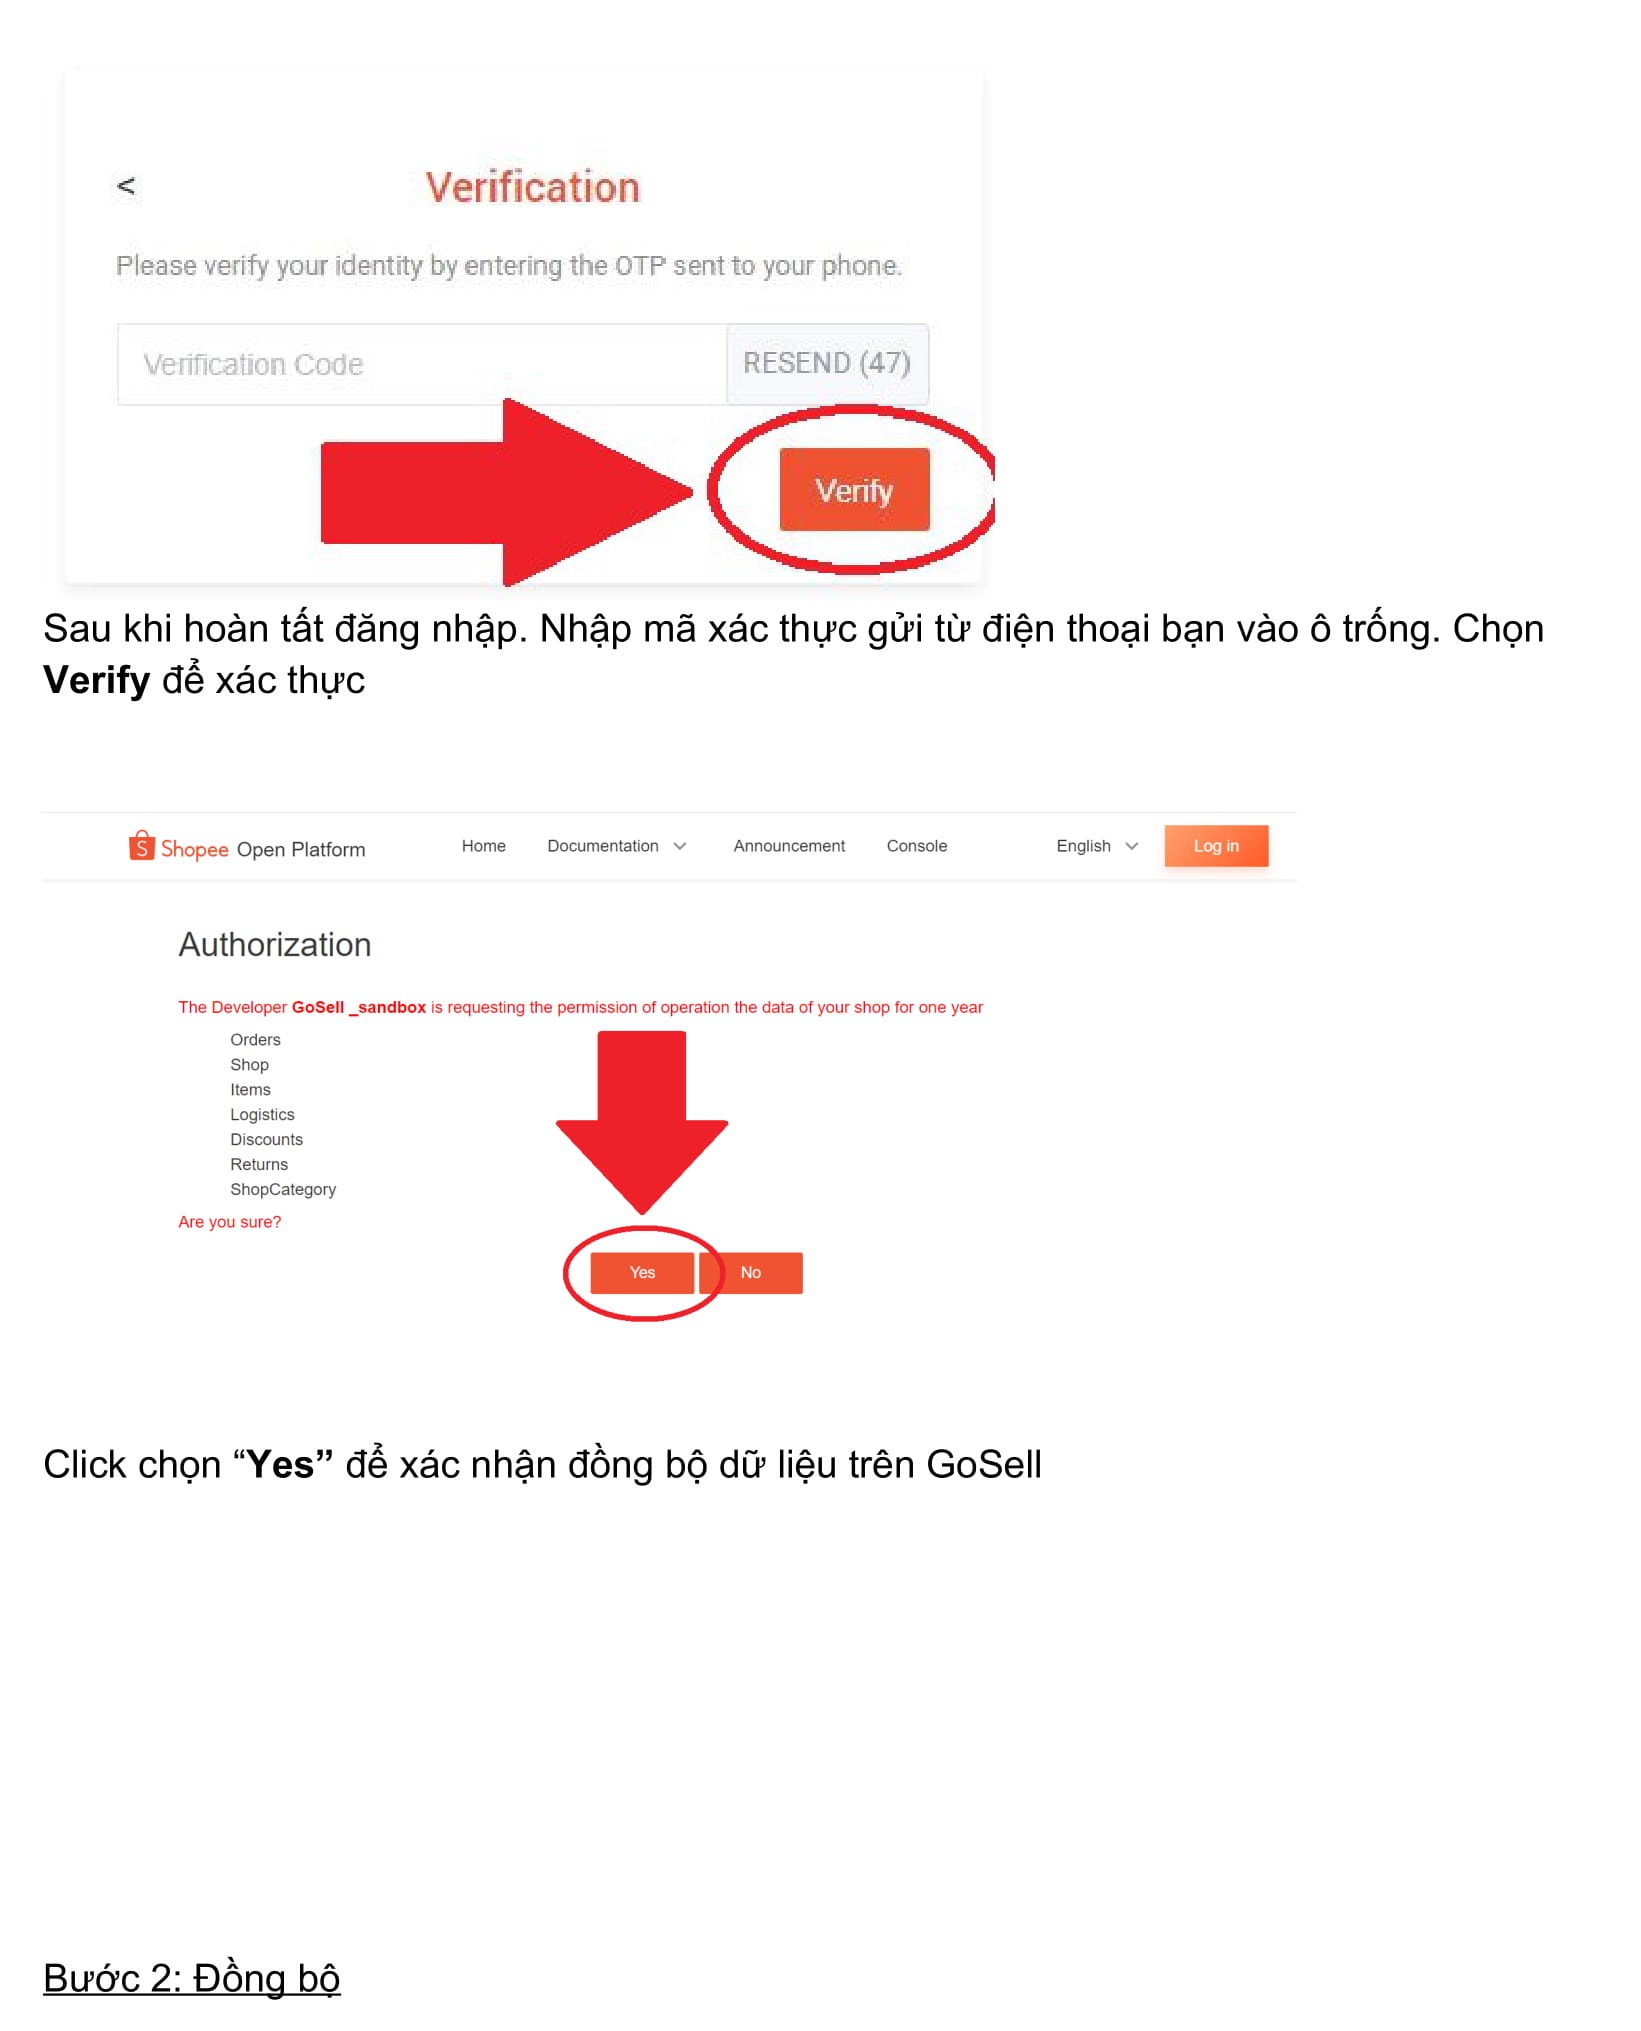 <
Verification
Please verify your identity by entering the OTP sent to your phone.
Verification Code
RESEND (47)
Verify
Sau khi hoàn tất đăng nhập. Nhập mã xác thực gửi từ điện thoại bạn vào ô trống. Chọn
Verify để xác thực
Shopee Open Platform Home Documentation Announcement Console English Log in
Authorization
The Developer GoSell _sandbox is requesting the permission of operation the data of your shop for one year
Orders
Shop
Items
Logistics
Discounts
Returns
ShopCategory
Are you sure?
Yes No
Click chọn “Yes” để xác nhận đồng bộ dữ liệu trên GoSell
Bước 2: Đồng bộ